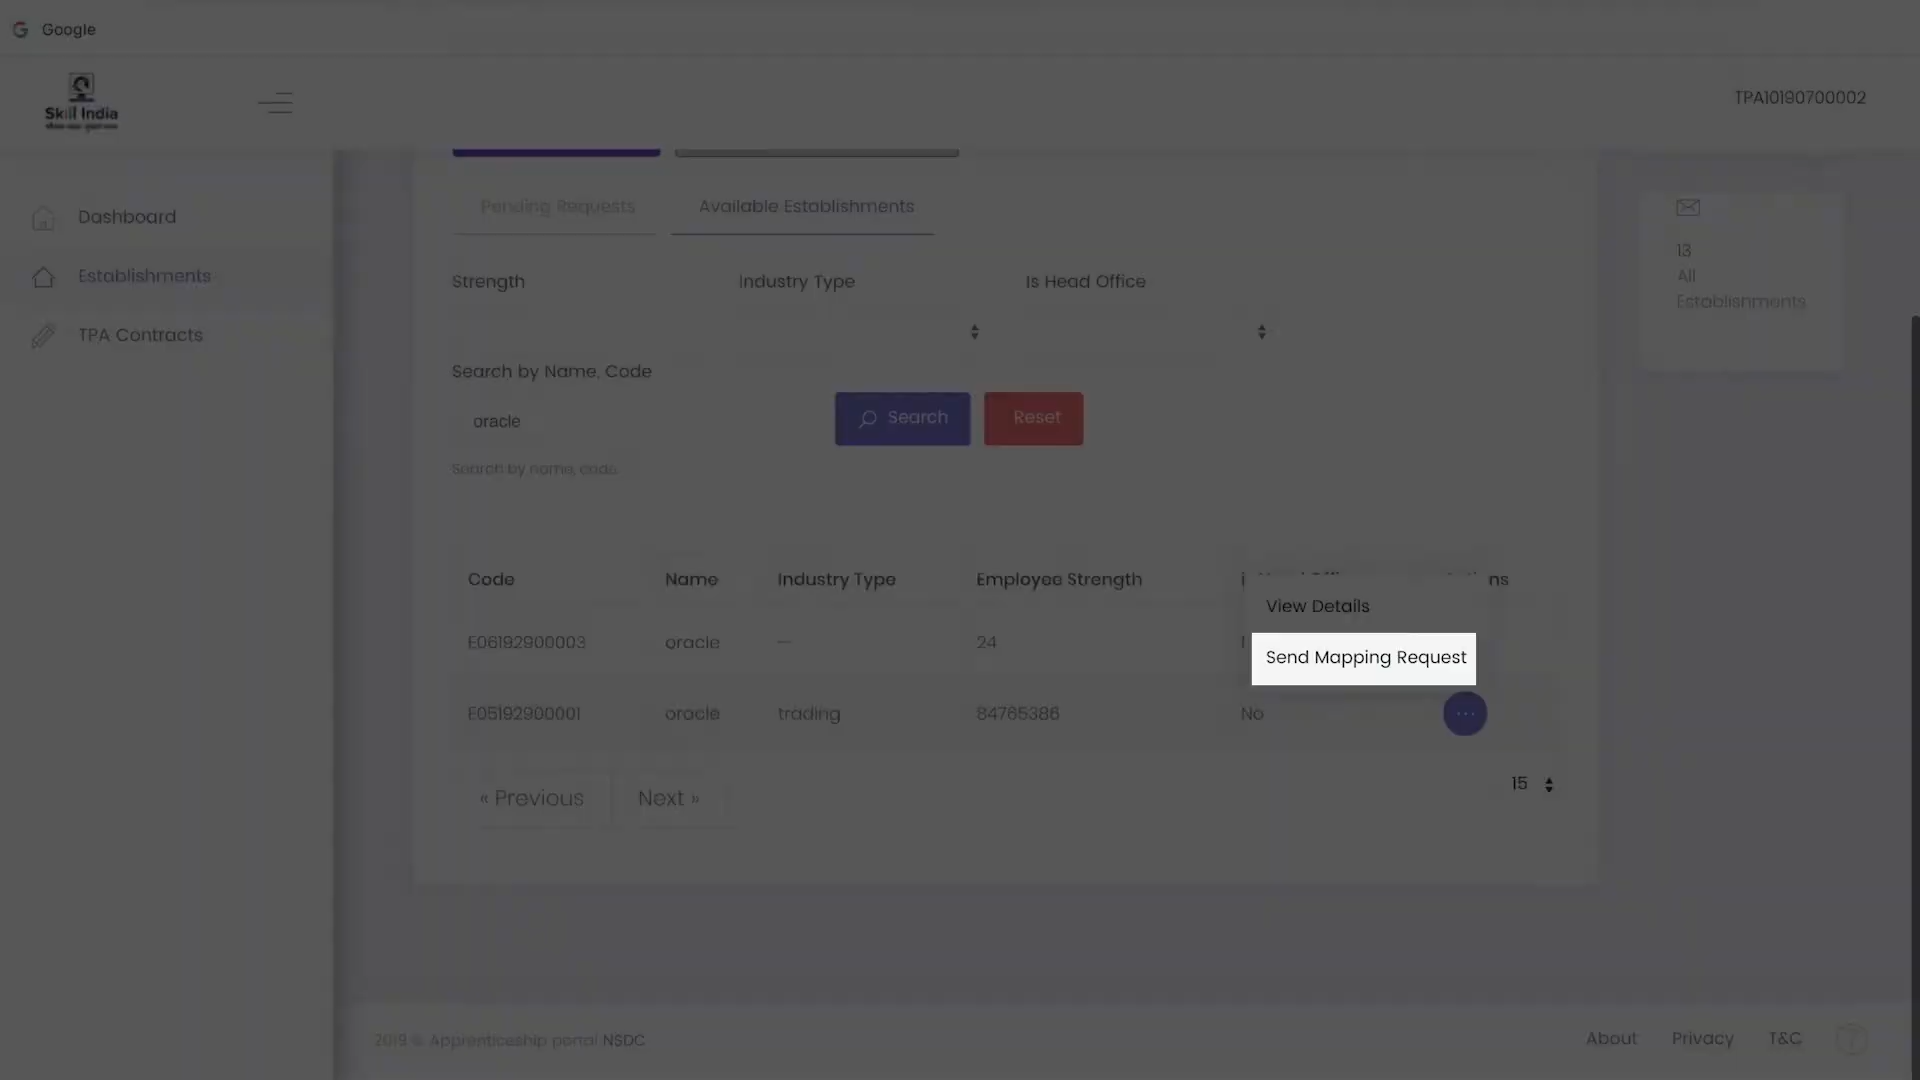 Google
Skill India
TPA10190700002
Dashboard
Establishments
TPA Contracts
Pending Requests
Available Establishments
13
All
Establishments
Strength
Industry Type
Is Head Office
Search by Name, Code
oracle
Search
Reset
Search by name, code.
Code
Name
Industry Type
Employee Strength
View Details
Send Mapping Request
E06192900003
oracle
—
24
E05192900001
oracle
trading
84765386
No
...
« Previous
Next »
15
2019 © Apprenticeship portal NSDC
About
Privacy
T&C